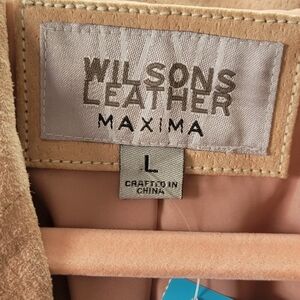 WILSONS
LEATHER
MAXIMA
L
CRAFTED IN
CHINA